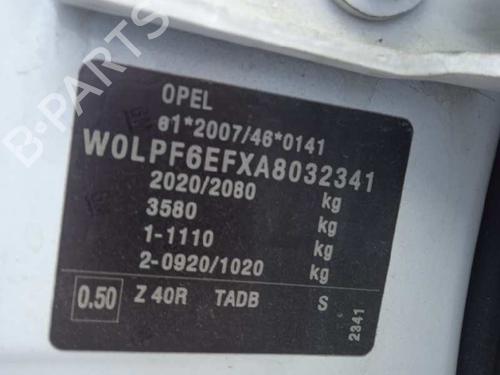 OPEL
e1*2007/46*0141
W0LPF6EFXA8032341
2020/2080 kg
3580 kg
1-1110 kg
2-0920/1020 kg
0.50 Z 40R TADB S
2341
B-PARTS